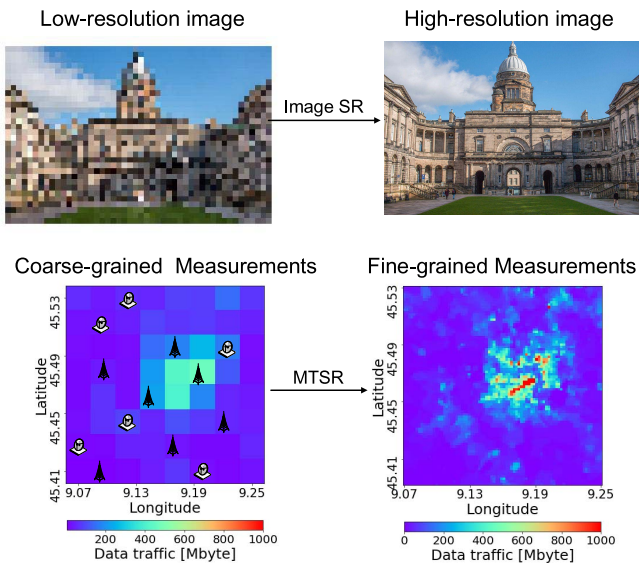 Low-resolution image
High-resolution image
Image SR
Coarse-grained Measurements
Fine-grained Measurements
45.53
45.49
45.45
45.41
Latitude
9.07 9.13 9.19 9.25
Longitude
200 400 600 800 1000
Data traffic [Mbyte]
MTSR
45.53
45.49
45.45
45.41
Latitude
9.07 9.13 9.19 9.25
Longitude
0 200 400 600 800 1000
Data traffic [Mbyte]